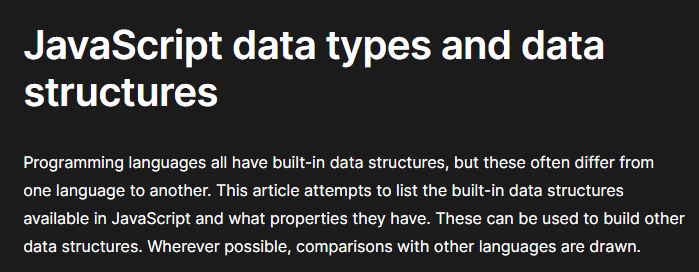 JavaScript data types and data
structures
Programming languages all have built-in data structures, but these often differ from
one language to another. This article attempts to list the built-in data structures
available in JavaScript and what properties they have. These can be used to build other
data structures. Wherever possible, comparisons with other languages are drawn.